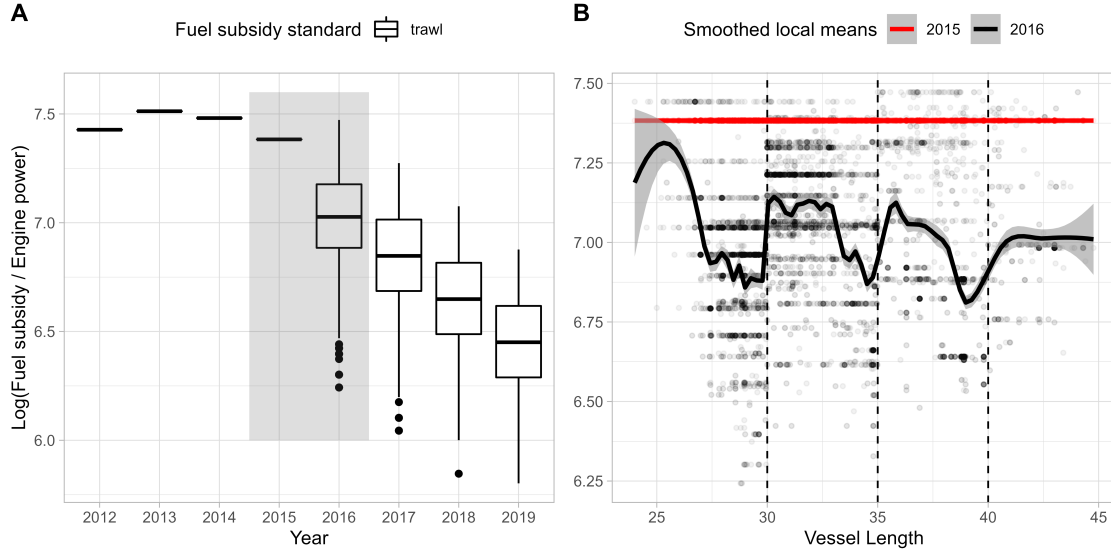 A
Fuel subsidy standard trawl
Log(Fuel subsidy / Engine power)
7.5
7.0
6.5
6.0
2012 2013 2014 2015 2016 2017 2018 2019
Year
B
Smoothed local means 2015 2016
7.50
7.25
7.00
6.75
6.50
6.25
25 30 35 40 45
Vessel Length